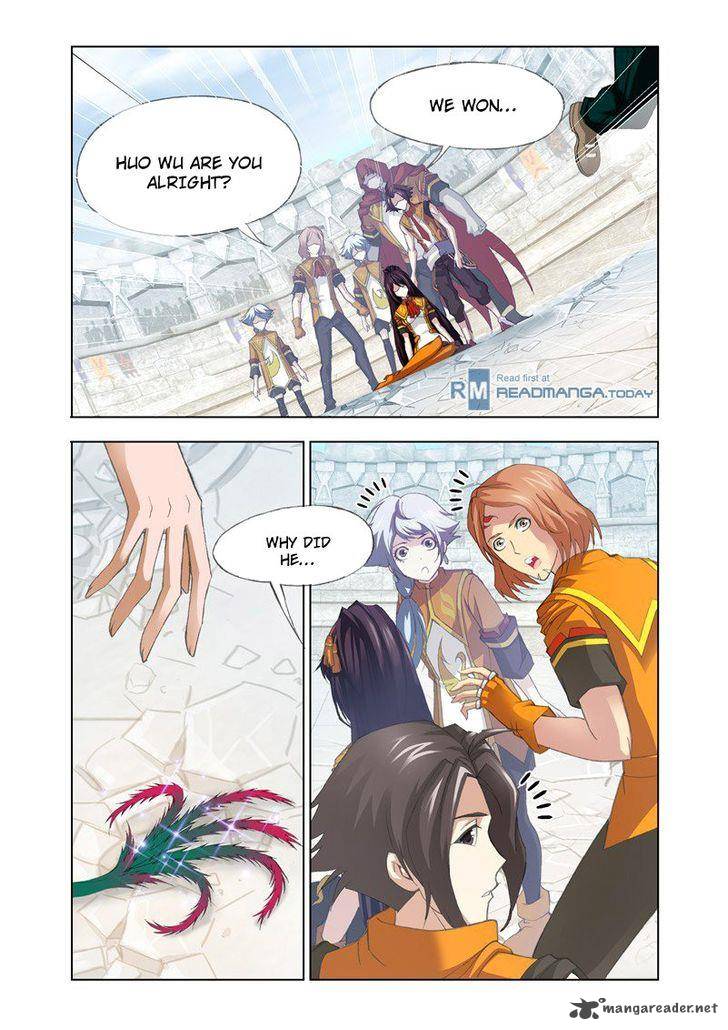 WE WON...
HUO WU ARE YOU
ALRIGHT?
RM
Read first at
READMANGA.TODAY
WHY DID
HE...
mangareader.net